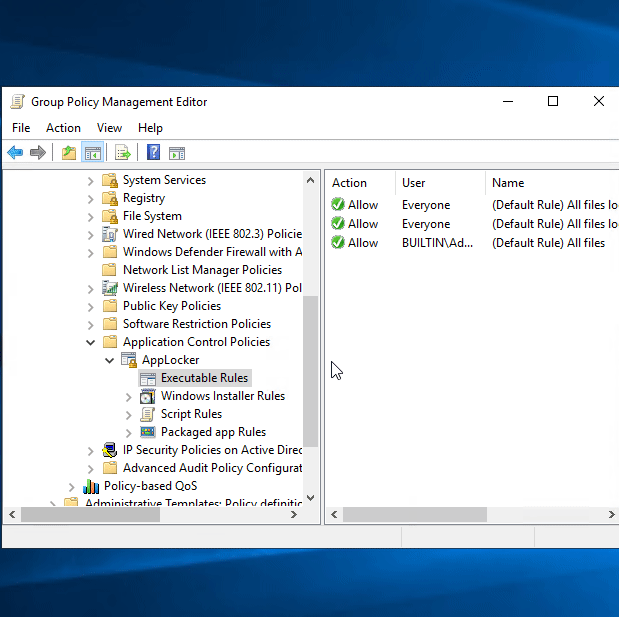 Group Policy Management Editor
File Action View Help
System Services
Registry
File System
Wired Network (IEEE 802.3) Policie
Windows Defender Firewall with A
Network List Manager Policies
Wireless Network (IEEE 802.11) Pol
Public Key Policies
Software Restriction Policies
Application Control Policies
AppLocker
Executable Rules
Windows Installer Rules
Script Rules
Packaged app Rules
IP Security Policies on Active Direc
Advanced Audit Policy Configurat
Policy-based QoS
Administrative Templates: Policy definitio
Action User Name
Allow Everyone (Default Rule) All files lo
Allow Everyone (Default Rule) All files lo
Allow BUILTIN\Ad... (Default Rule) All files